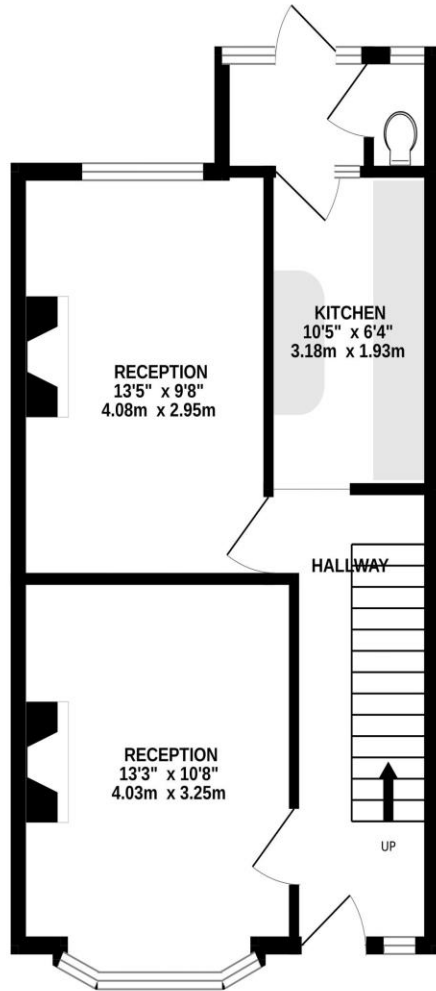 KITCHEN
10'5" x 6'4"
3.18m x 1.93m
RECEPTION
13'5" x 9'8"
4.08m x 2.95m
HALLWAY
RECEPTION
13'3" x 10'8"
4.03m x 3.25m
UP